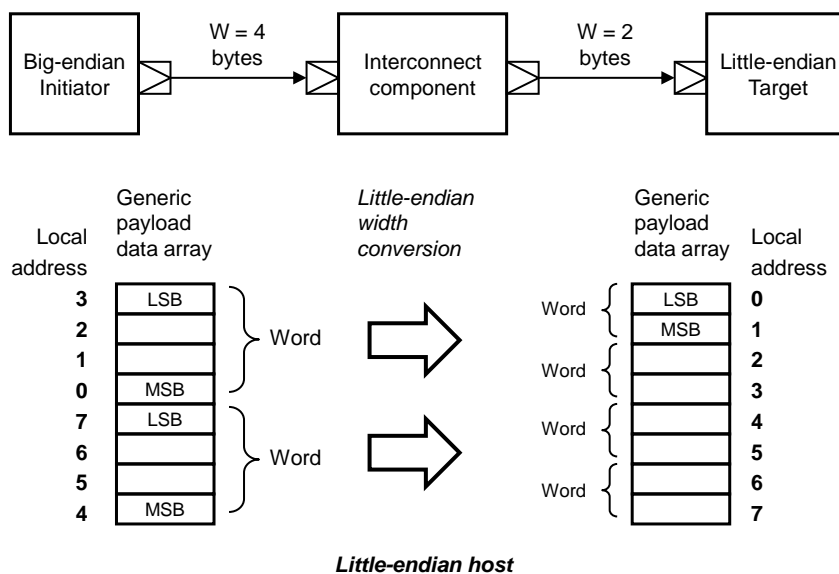 Big-endian
Initiator
W = 4
bytes
Interconnect
component
W = 2
bytes
Little-endian
Target
Local
address
Generic
payload
data array
Little-endian
width
conversion
Generic
payload
data array
Local
address
3 LSB
2
1
0 MSB
Word
7 LSB
6
5
4 MSB
Word
Word
LSB 0
MSB 1
Word
2
3
Word
4
5
Word
6
7
Little-endian host